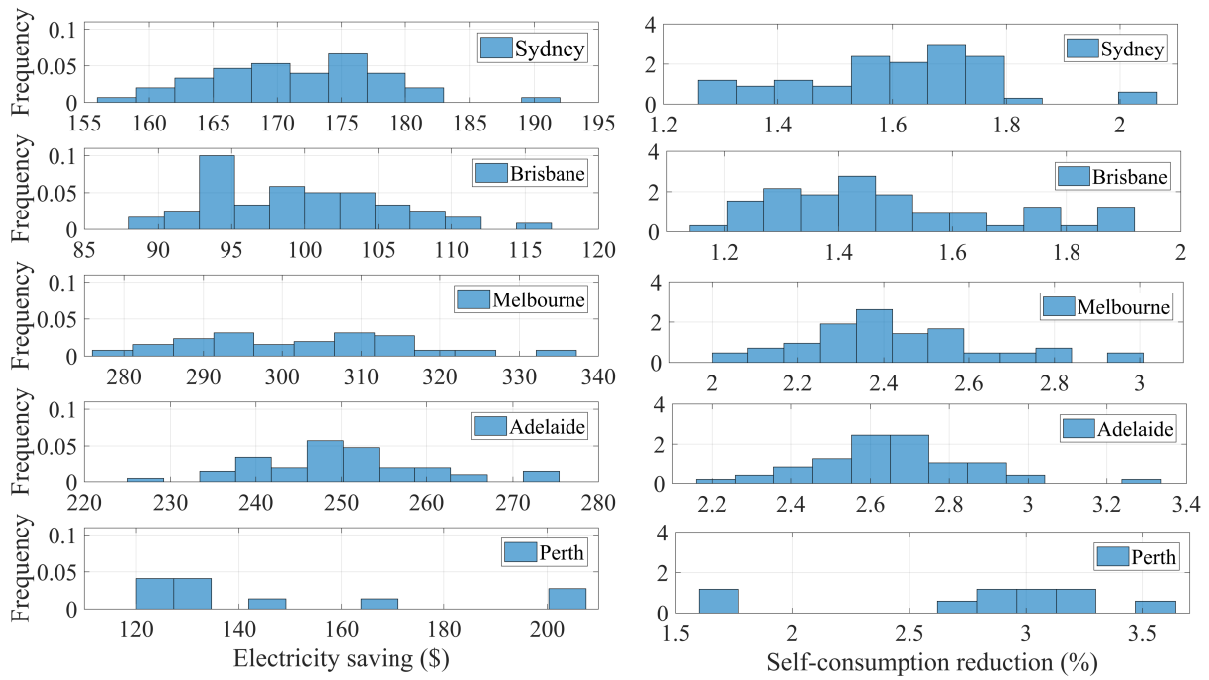 Frequency
0.1
0.05
0
Sydney
155 160 165 170 175 180 185 190 195
4
2
0
Sydney
1.2 1.4 1.6 1.8 2
Frequency
0.1
0.05
0
Brisbane
85 90 95 100 105 110 115 120
4
2
0
Brisbane
1.2 1.4 1.6 1.8 2
Frequency
0.1
0.05
0
Melbourne
280 290 300 310 320 330 340
4
2
0
Melbourne
2 2.2 2.4 2.6 2.8 3
Frequency
0.1
0.05
0
Adelaide
220 230 240 250 260 270 280
4
2
0
Adelaide
2.2 2.4 2.6 2.8 3 3.2 3.4
Frequency
0.1
0.05
0
Perth
120 140 160 180 200
Electricity saving ($)
4
2
0
Perth
1.5 2 2.5 3 3.5
Self-consumption reduction (%)